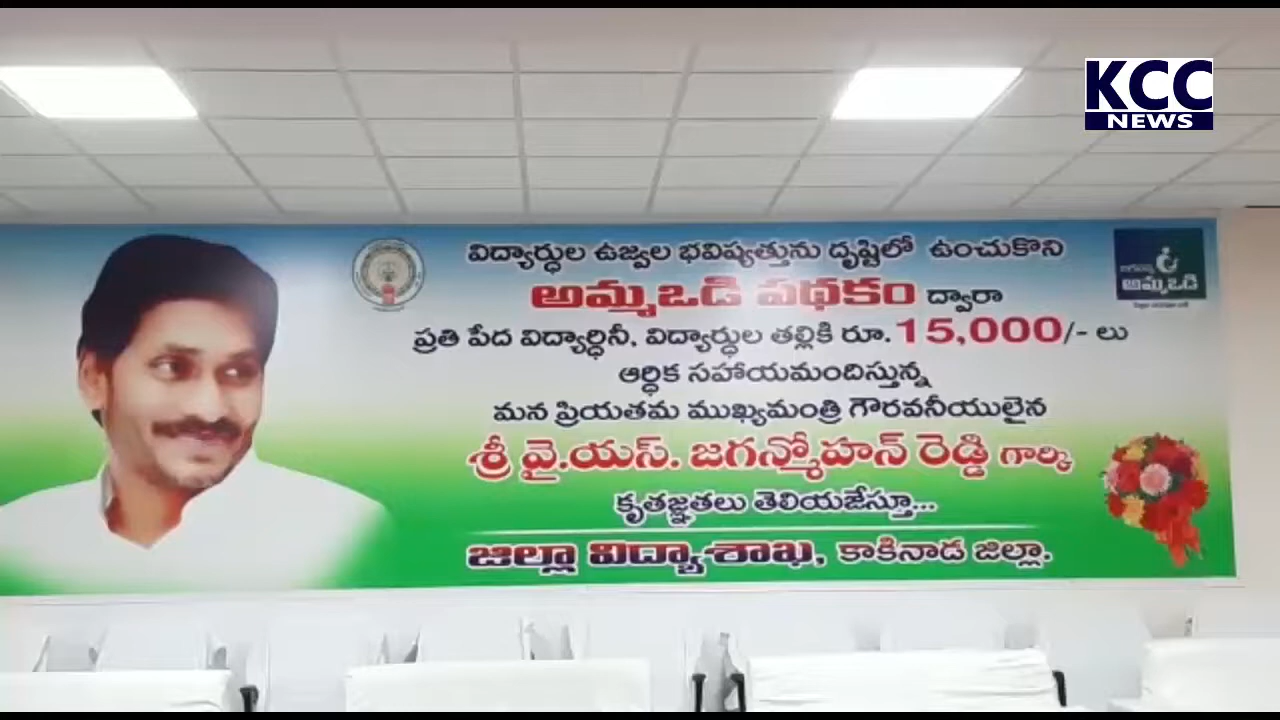 KCC
NEWS
విద్యార్థుల ఉజ్వల భవిష్యత్తును దృష్టిలో ఉంచుకొని
అమ్మఒడి పథకం ద్వారా
ప్రతి పేద విద్యార్ధినీ, విద్యార్ధుల తల్లికి రూ. 15,000/- లు
ఆర్ధిక సహాయమందిస్తున్న
మన ప్రియతమ ముఖ్యమంత్రి గౌరవనీయులైన
శ్రీ వై.యస్. జగన్మోహన్ రెడ్డి గార్కి
కృతజ్ఞతలు తెలియజేస్తూ...
జిల్లా విద్యాశాఖ, కాకినాడ జిల్లా.
జగనన్న
అమ్మఒడి